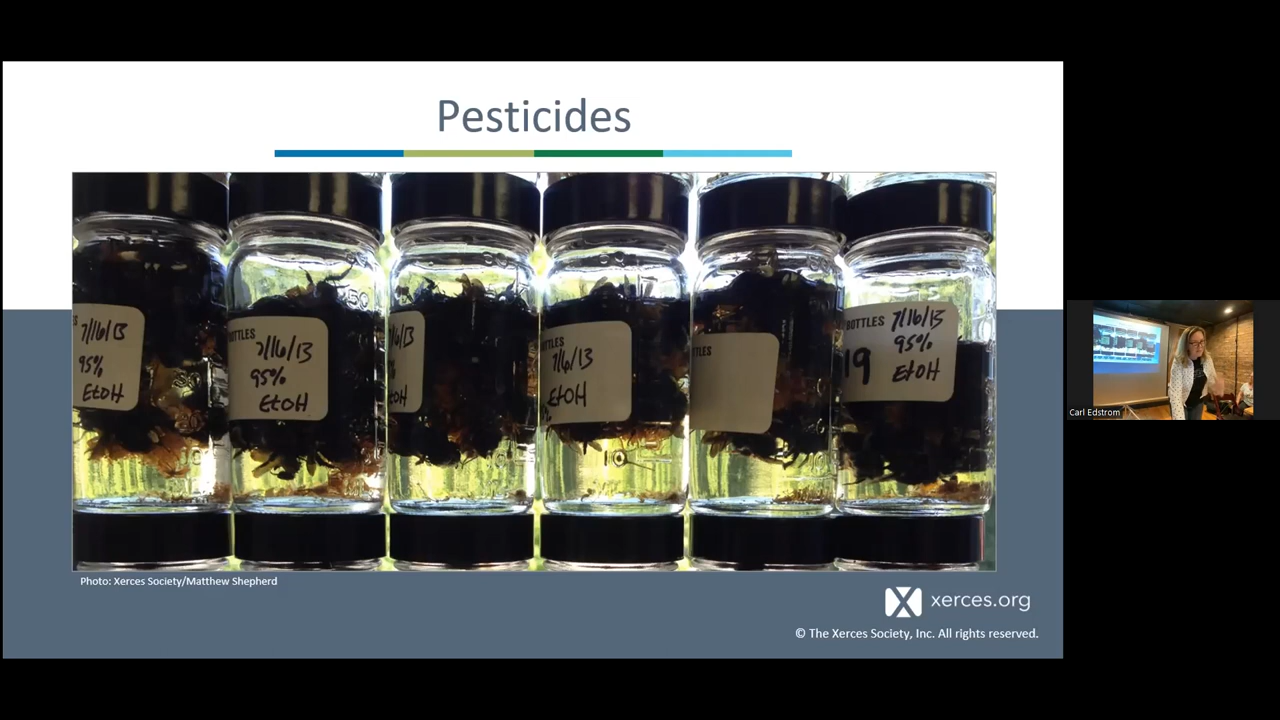 Pesticides
7/16/13
95%
EtOH
BOTTLES
7/16/13
95%
EtOH
/16/13
OH
BOTTLES
7/16/13
EtOH
TTLES
BOTTLES 7/16/13
19 95%
EtOH
Photo: Xerces Society/Matthew Shepherd
xerces.org
© The Xerces Society, Inc. All rights reserved.
Carl Edstrom